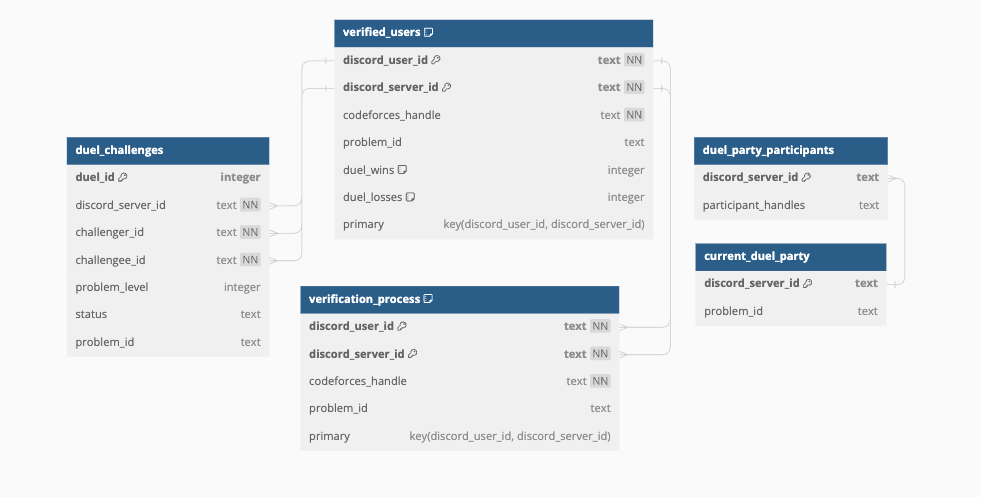 verified_users
discord_user_id text NN
discord_server_id text NN
codeforces_handle text NN
problem_id text
duel_wins integer
duel_losses integer
primary key(discord_user_id, discord_server_id)
duel_challenges
duel_id integer
discord_server_id text NN
challenger_id text NN
challengee_id text NN
problem_level integer
status text
problem_id text
duel_party_participants
discord_server_id text
participant_handles text
current_duel_party
discord_server_id text
problem_id text
verification_process
discord_user_id text NN
discord_server_id text NN
codeforces_handle text NN
problem_id text
primary key(discord_user_id, discord_server_id)